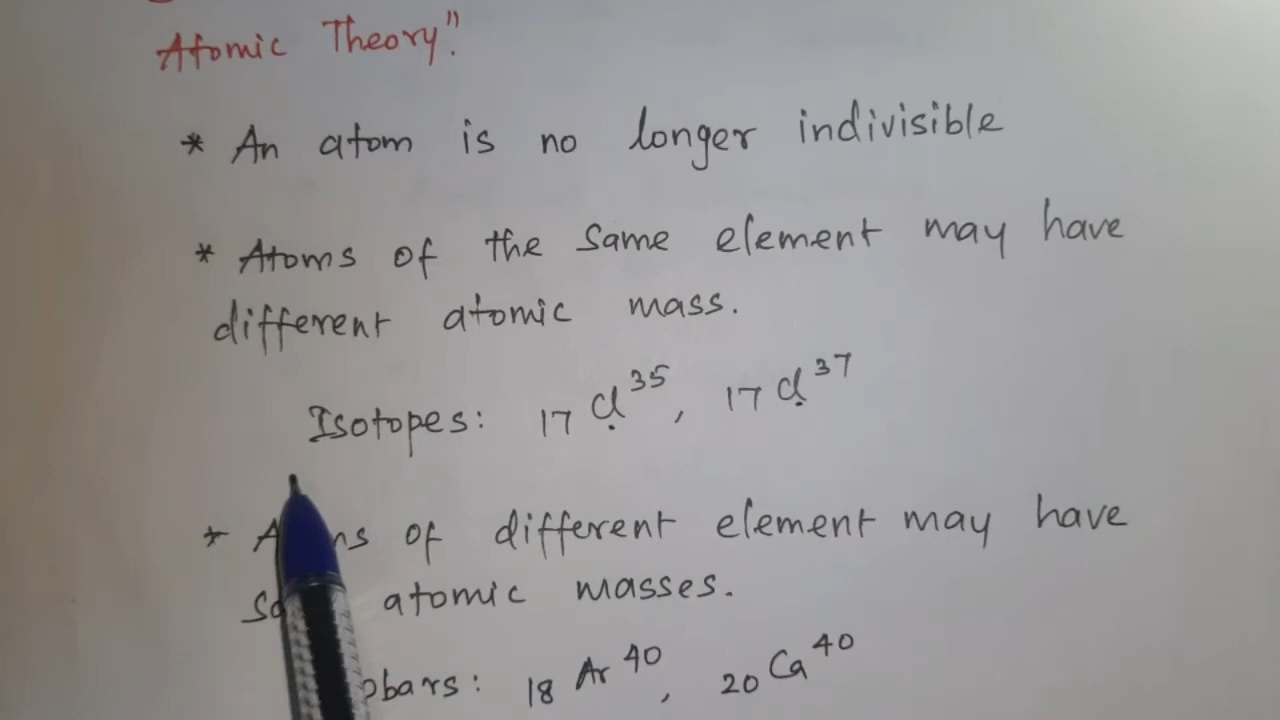 Atomic Theory".
* An atom is no longer indivisible
* Atoms of the same element may have
different atomic mass.
Isotopes: 17 Cl 35, 17 Cl 37
* of different element may have
atomic masses.
18 Ar 40, 20 Ca 40